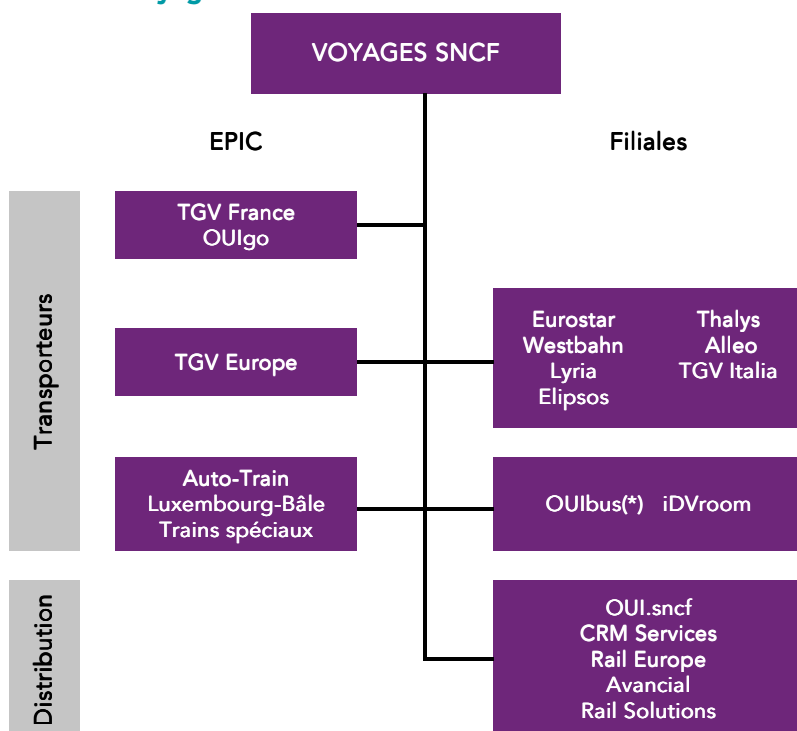 VOYAGES SNCF
EPIC
Filiales
Transporteurs
TGV France
OUIgo
TGV Europe
Eurostar
Westbahn
Lyria
Elipsos
Thalys
Alleo
TGV Italia
Auto-Train
Luxembourg-Bâle
Trains spéciaux
OUIbus(*) iDVroom
Distribution
OUI.sncf
CRM Services
Rail Europe
Avancial
Rail Solutions